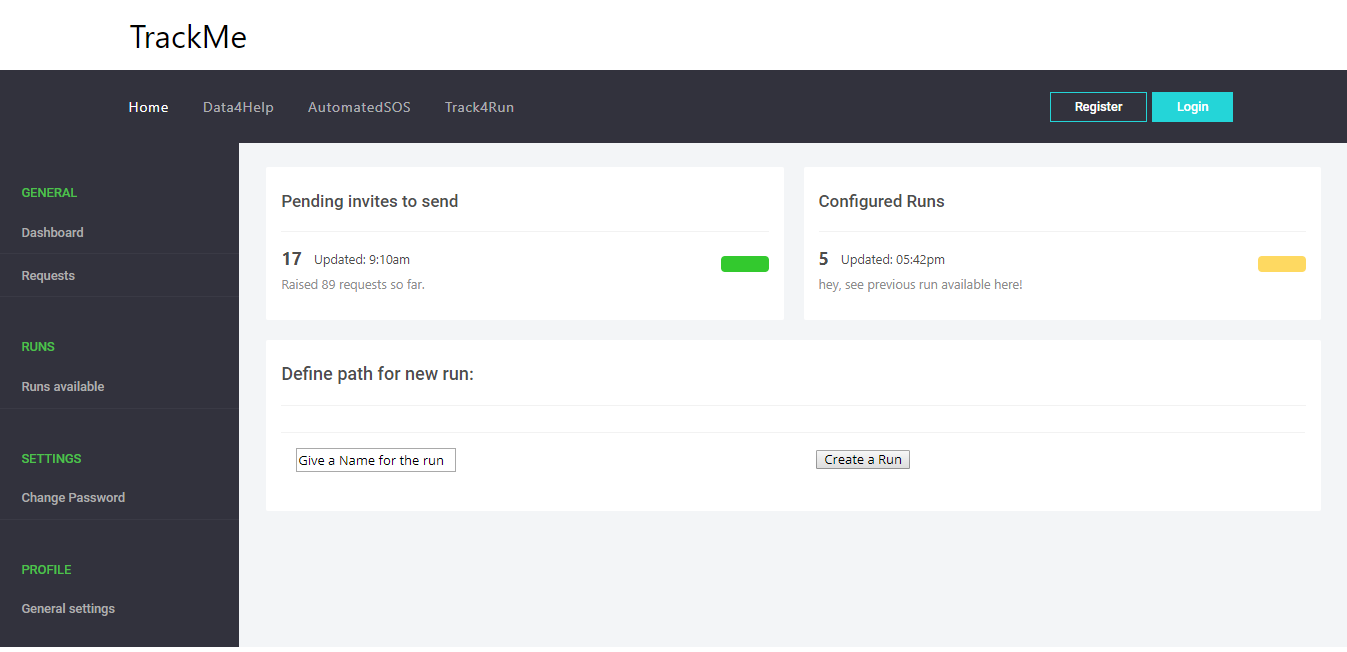 TrackMe
Home Data4Help AutomatedSOS Track4Run Register Login
GENERAL
Dashboard
Requests
RUNS
Runs available
SETTINGS
Change Password
PROFILE
General settings
Pending invites to send
17 Updated: 9:10am
Raised 89 requests so far.
Configured Runs
5 Updated: 05:42pm
hey, see previous run available here!
Define path for new run:
Give a Name for the run
Create a Run